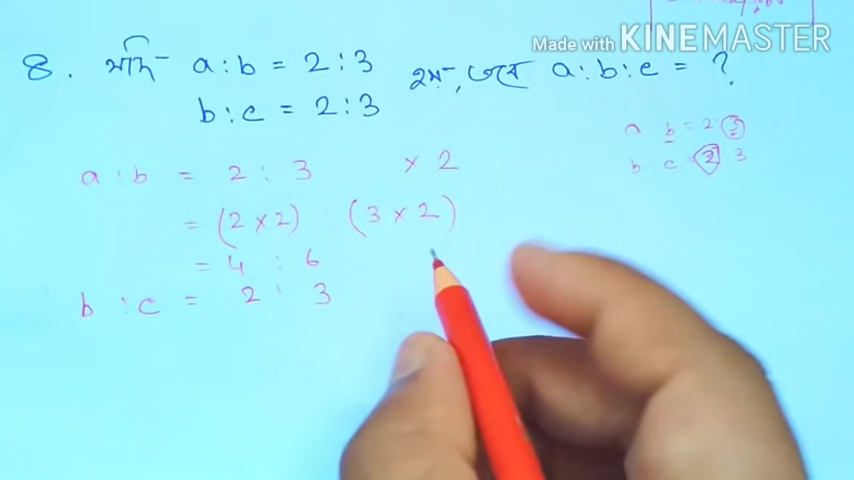 Made with KINEMASTER
8. যদি a : b = 2 : 3 হয়, তবে a : b : c = ?
b : c = 2 : 3
a b = 2 3
b c = 2 3
a : b = 2 : 3 × 2
= (2 × 2) (3 × 2)
= 4 : 6
b : c = 2 : 3